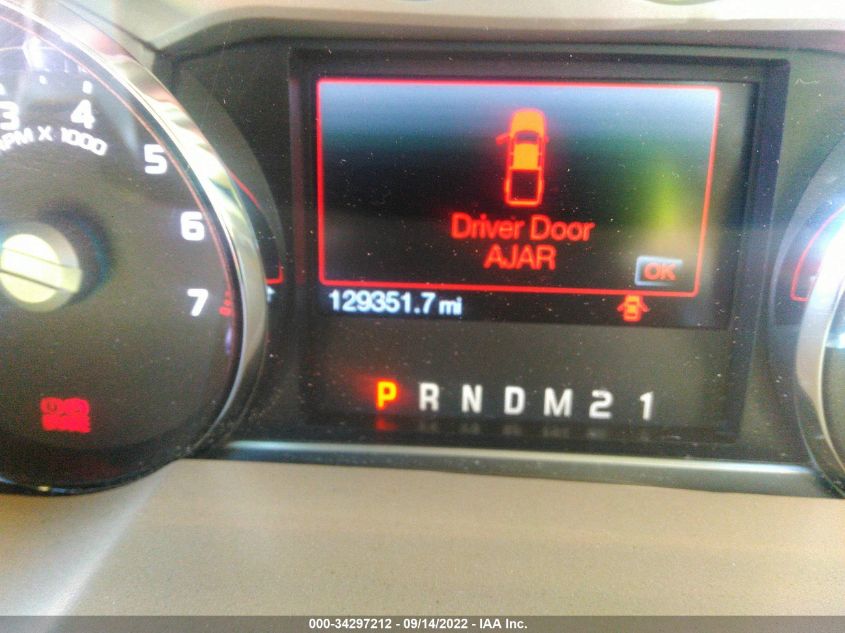 3 4
PM X 1000
5
6
7
Driver Door
AJAR
OK
129351.7 mi
P R N D M 2 1
000-34297212 - 09/14/2022 - IAA Inc.